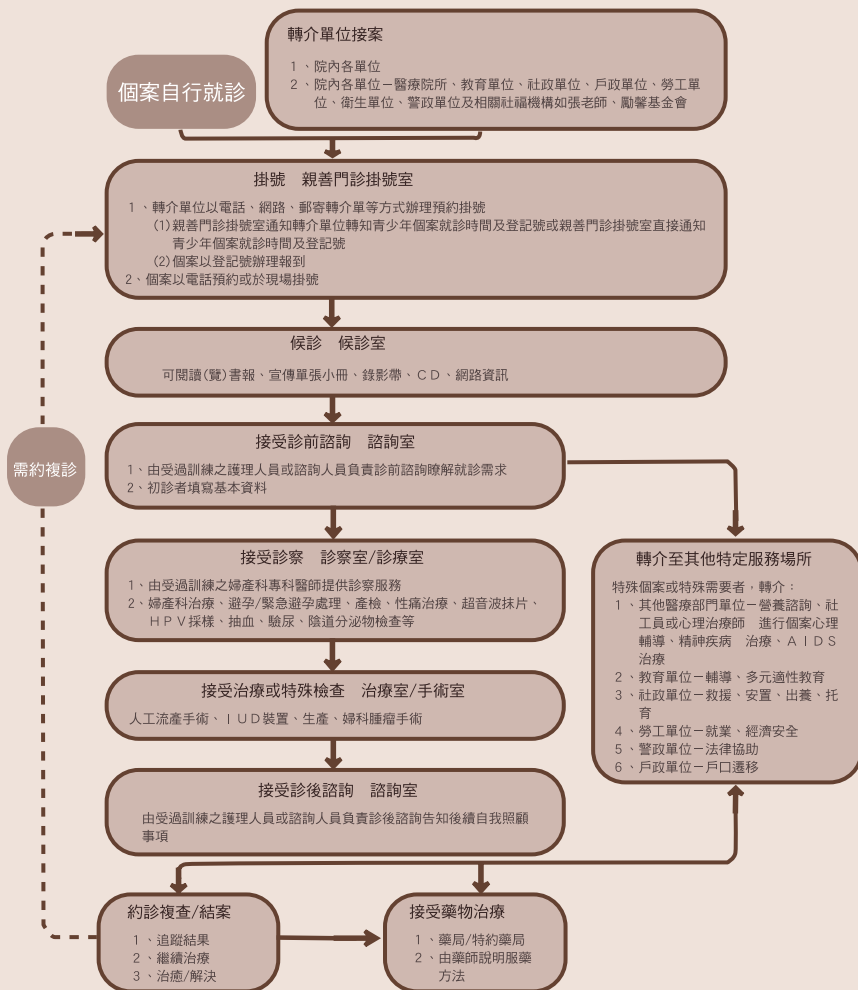 轉介單位接案
1、院內各單位
2、院內各單位－醫療院所、教育單位、社政單位、戶政單位、勞工單
位、衛生單位、警政單位及相關社福機構如張老師、勵馨基金會
個案自行就診
掛號　親善門診掛號室
1、轉介單位以電話、網路、郵寄轉介單等方式辦理預約掛號
(1)親善門診掛號室通知轉介單位轉知青少年個案就診時間及登記號或親善門診掛號室直接通知
青少年個案就診時間及登記號
(2)個案以登記號辦理報到
2、個案以電話預約或於現場掛號
候診　候診室
可閱讀(覽)書報、宣傳單張小冊、錄影帶、CD、網路資訊
需約複診
接受診前諮詢　諮詢室
1、由受過訓練之護理人員或諮詢人員負責診前諮詢瞭解就診需求
2、初診者填寫基本資料
接受診察　診察室/診療室
1、由受過訓練之婦產科專科醫師提供診察服務
2、婦產科治療、避孕/緊急避孕處理、產檢、性病治療、超音波抹片、
HPV採樣、抽血、驗尿、陰道分泌物檢查等
轉介至其他特定服務場所
特殊個案或特殊需要者，轉介：
1、其他醫療部門單位－營養諮詢、社
工員或心理治療師　進行個案心理
輔導、精神疾病　治療、AIDS
治療
2、教育單位－輔導、多元適性教育
3、社政單位－救援、安置、出養、托
育
4、勞工單位－就業、經濟安全
5、警政單位－法律協助
6、戶政單位－戶口遷移
接受治療或特殊檢查　治療室/手術室
人工流產手術、IUD裝置、生產、婦科腫瘤手術
接受診後諮詢　諮詢室
由受過訓練之護理人員或諮詢人員負責診後諮詢告知後續自我照顧
事項
約診複查/結案
1、追蹤結果
2、繼續治療
3、治癒/解決
接受藥物治療
1、藥局/特約藥局
2、由藥師說明服藥
方法